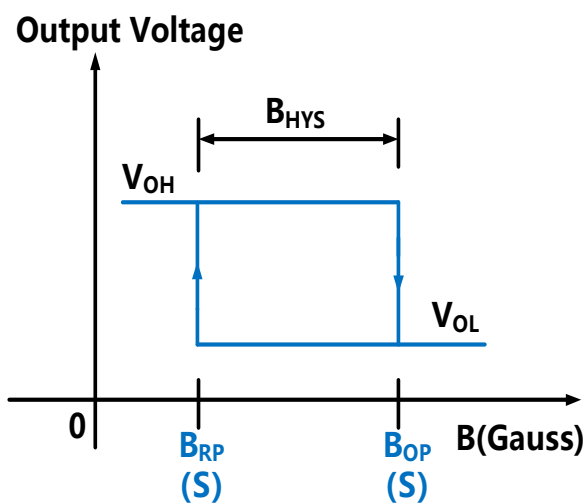 Output Voltage
BHYS
VOH
VOL
0
BRP
(S)
BOP
(S)
B(Gauss)